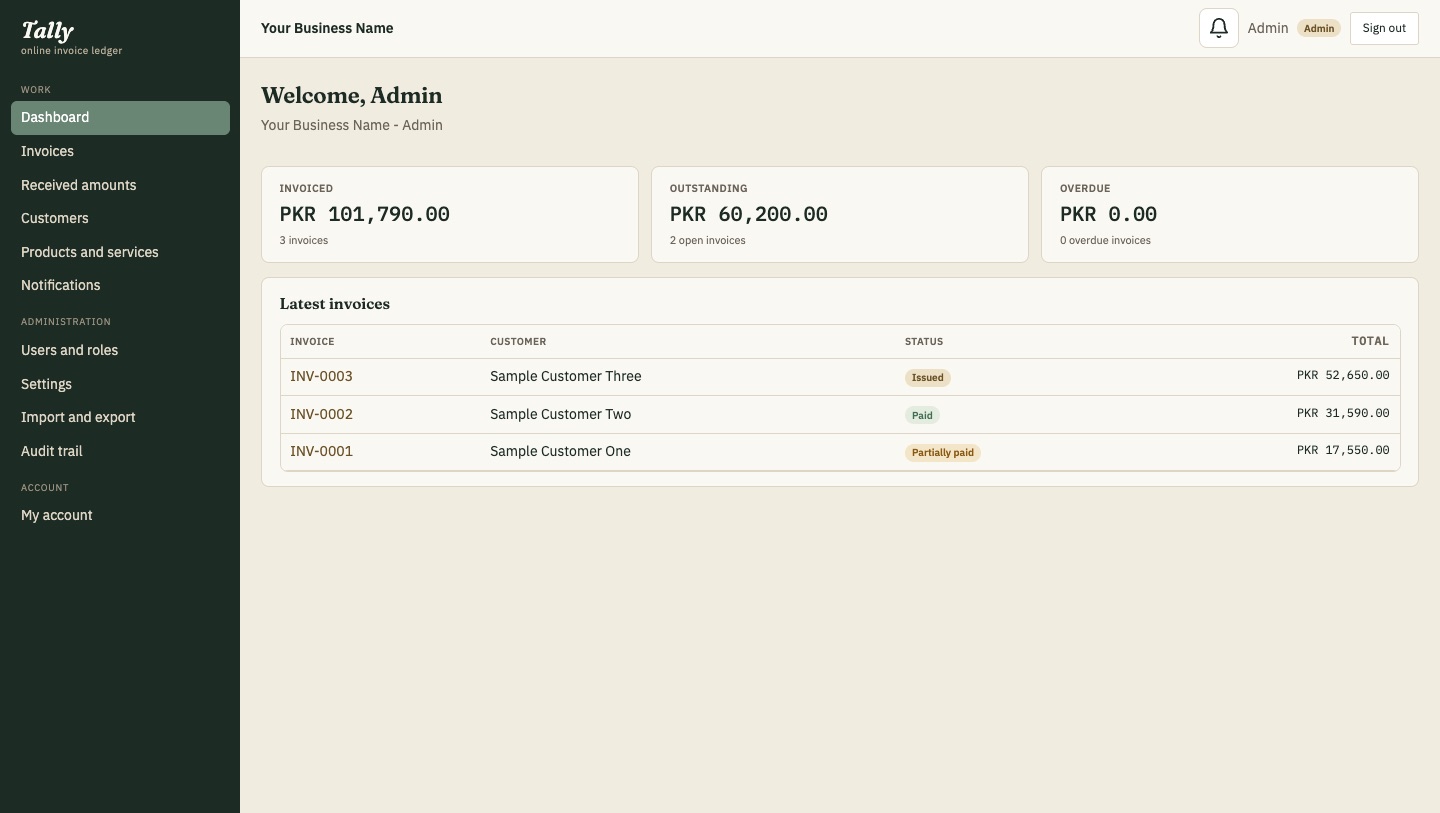 Tally
online invoice ledger
WORK
Dashboard
Invoices
Received amounts
Customers
Products and services
Notifications
ADMINISTRATION
Users and roles
Settings
Import and export
Audit trail
ACCOUNT
My account
Your Business Name
Admin Admin Sign out
Welcome, Admin
Your Business Name - Admin
INVOICED
PKR 101,790.00
3 invoices
OUTSTANDING
PKR 60,200.00
2 open invoices
OVERDUE
PKR 0.00
0 overdue invoices
Latest invoices
INVOICE CUSTOMER STATUS TOTAL
INV-0003 Sample Customer Three Issued PKR 52,650.00
INV-0002 Sample Customer Two Paid PKR 31,590.00
INV-0001 Sample Customer One Partially paid PKR 17,550.00